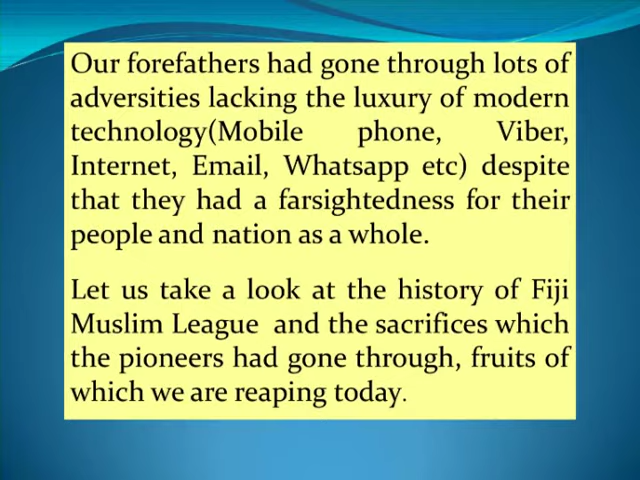 Our forefathers had gone through lots of
adversities lacking the luxury of modern
technology(Mobile phone, Viber,
Internet, Email, Whatsapp etc) despite
that they had a farsightedness for their
people and nation as a whole.
Let us take a look at the history of Fiji
Muslim League and the sacrifices which
the pioneers had gone through, fruits of
which we are reaping today.